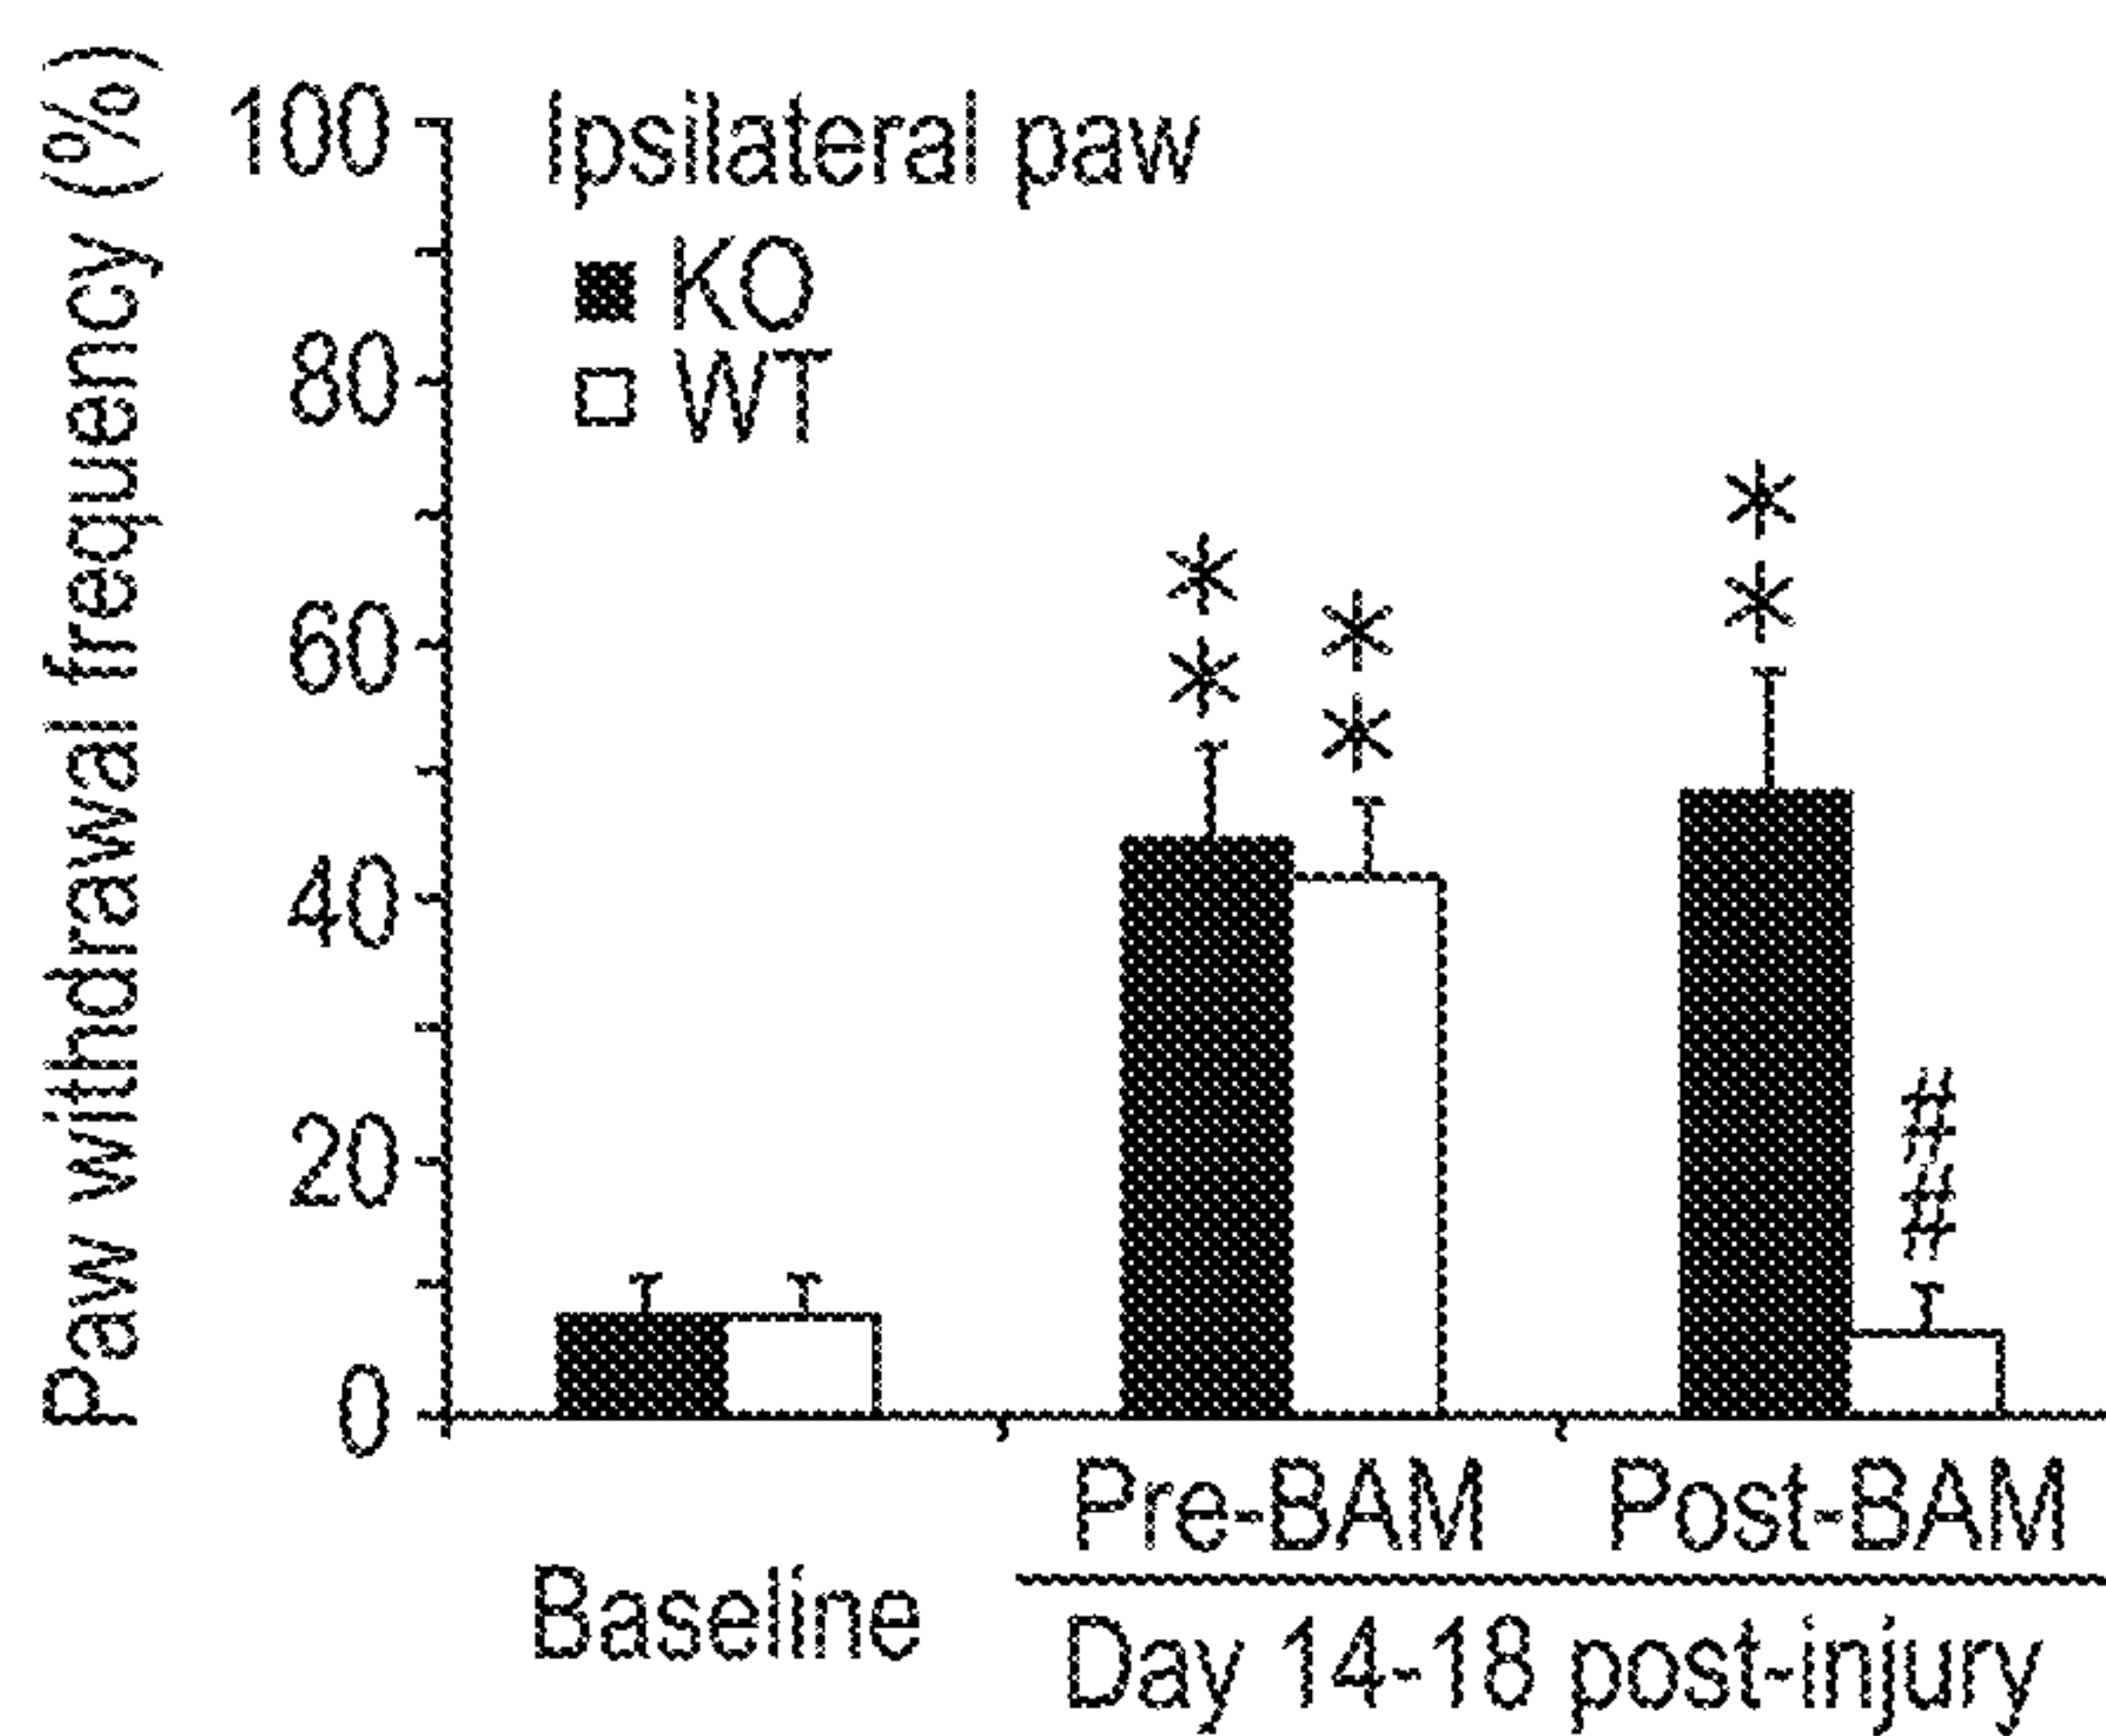 Paw withdrawal frequency (%)
100
80
60
40
20
0
Ipsilateral paw
KO
WT
**
**
**
##
Baseline
Pre-BAM
Post-BAM
Day 14-18 post-injury